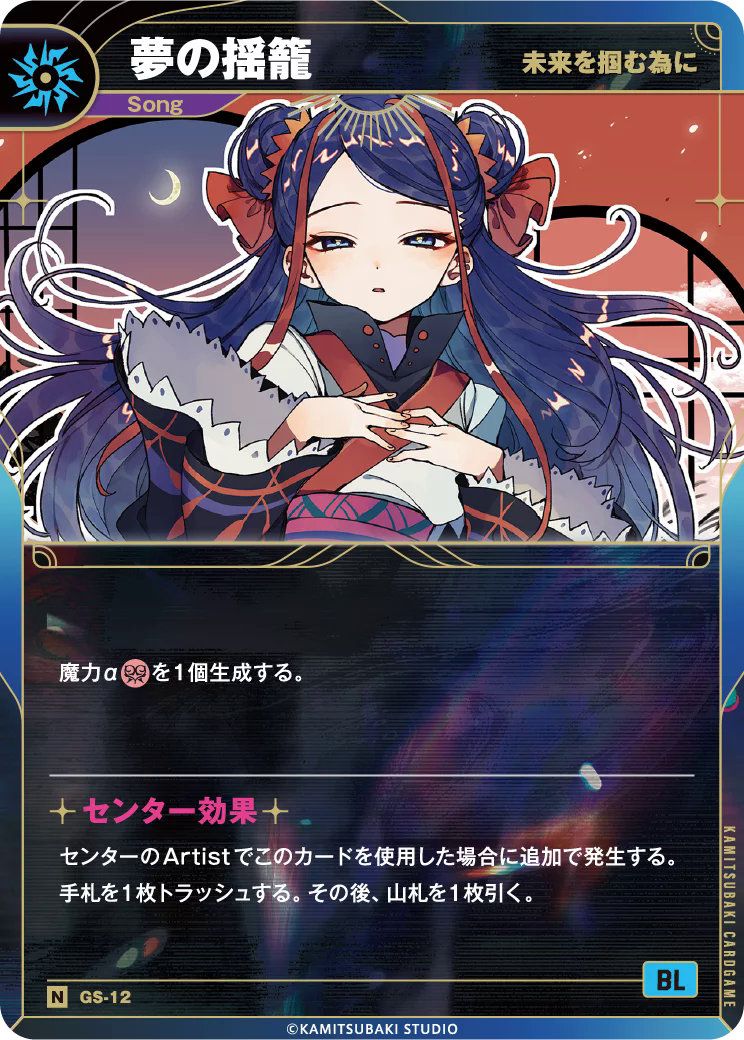 夢の揺籠
未来を掴む為に
Song
魔力αを1個生成する。
センター効果
センターのArtistでこのカードを使用した場合に追加で発生する。
手札を1枚トラッシュする。その後、山札を1枚引く。
KAMITSUBAKI CARDGAME
BL
N GS-12
©KAMITSUBAKI STUDIO